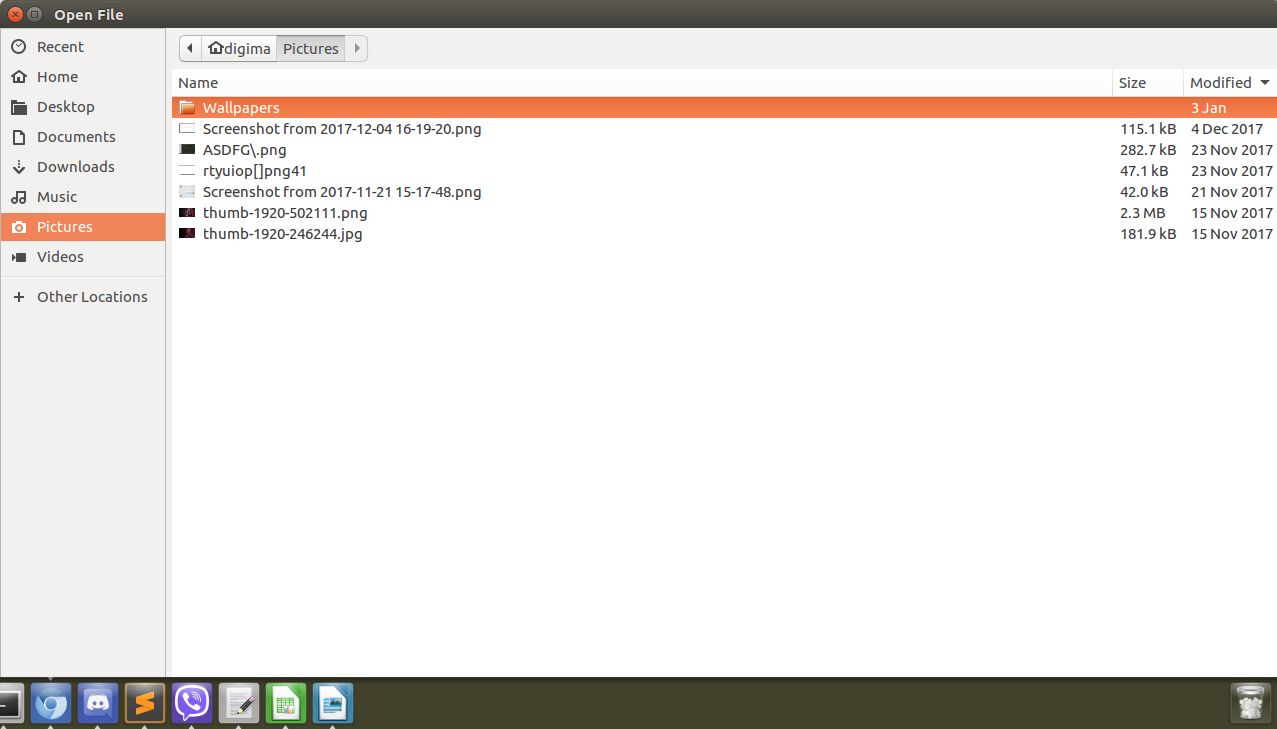 Open File
Recent
Home
Desktop
Documents
Downloads
Music
Pictures
Videos
Other Locations
digima Pictures
Name Size Modified
Wallpapers 3 Jan
Screenshot from 2017-12-04 16-19-20.png 115.1 kB 4 Dec 2017
ASDFG\.png 282.7 kB 23 Nov 2017
rtyuiop[]png41 47.1 kB 23 Nov 2017
Screenshot from 2017-11-21 15-17-48.png 42.0 kB 21 Nov 2017
thumb-1920-502111.png 2.3 MB 15 Nov 2017
thumb-1920-246244.jpg 181.9 kB 15 Nov 2017